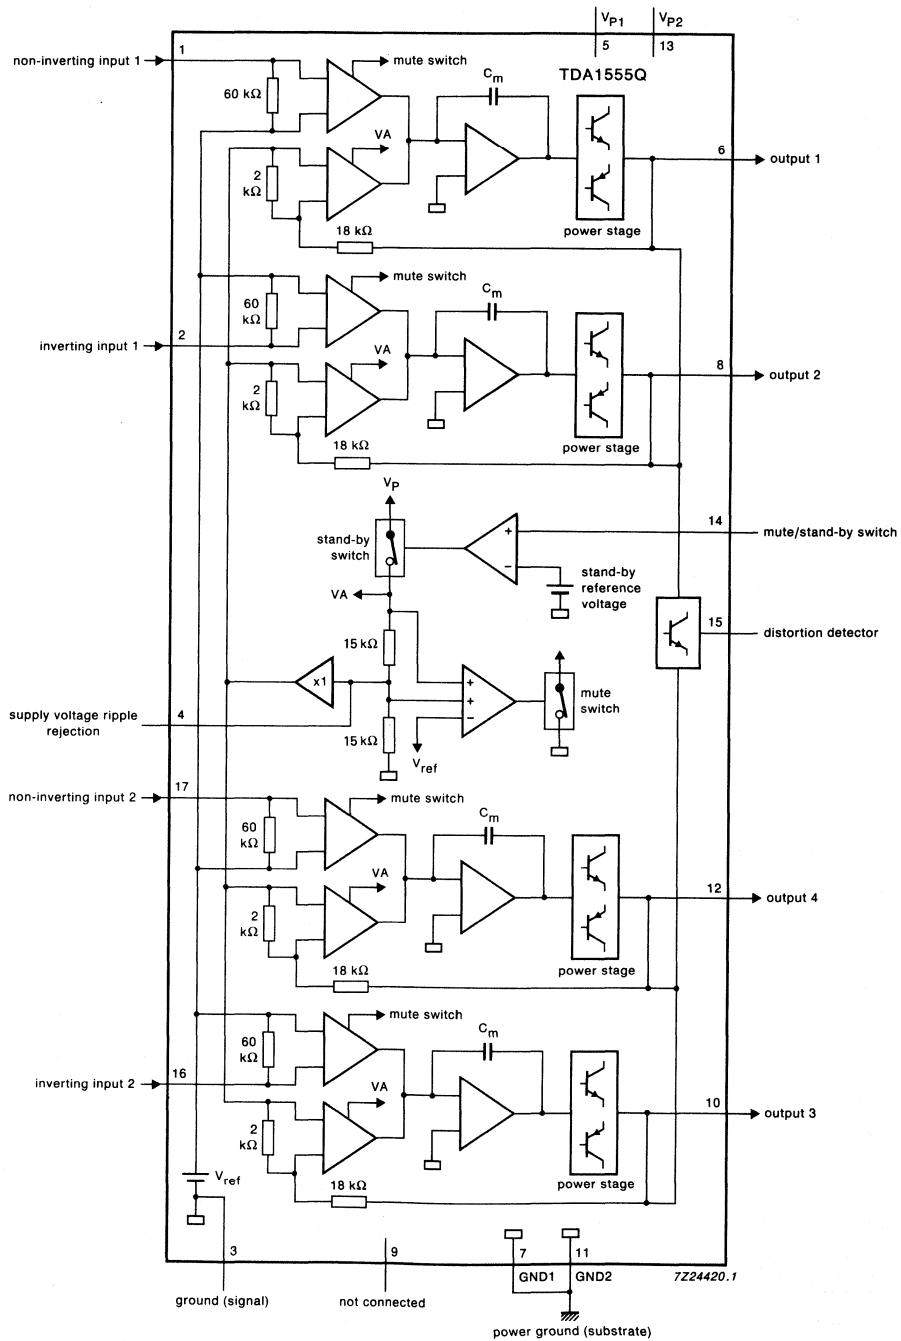 V_P1 V_P2
5 13
TDA1555Q
non-inverting input 1 1
mute switch
60 kΩ
C_m
VA
2 kΩ
6 output 1
18 kΩ
power stage
mute switch
60 kΩ
C_m
inverting input 1 2
VA
2 kΩ
8 output 2
18 kΩ
power stage
V_P
14 mute/stand-by switch
stand-by switch
+
−
stand-by reference voltage
VA
15 distortion detector
15 kΩ
x1
+
+
−
mute switch
supply voltage ripple rejection 4
15 kΩ
V_ref
non-inverting input 2 17
mute switch
60 kΩ
C_m
VA
2 kΩ
12 output 4
18 kΩ
power stage
mute switch
60 kΩ
C_m
inverting input 2 16
VA
2 kΩ
10 output 3
18 kΩ
power stage
V_ref
3 9 7 11
GND1 GND2
7Z24420.1
ground (signal)
not connected
power ground (substrate)